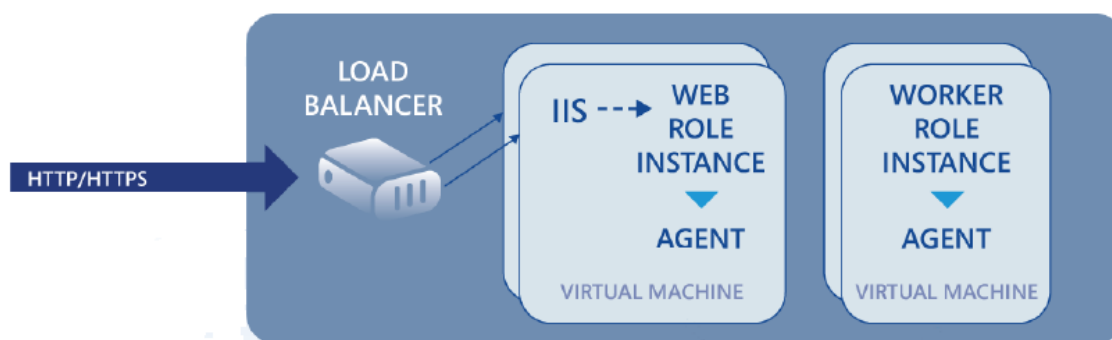 HTTP/HTTPS
LOAD
BALANCER
IIS
WEB
ROLE
INSTANCE
AGENT
VIRTUAL MACHINE
WORKER
ROLE
INSTANCE
AGENT
VIRTUAL MACHINE